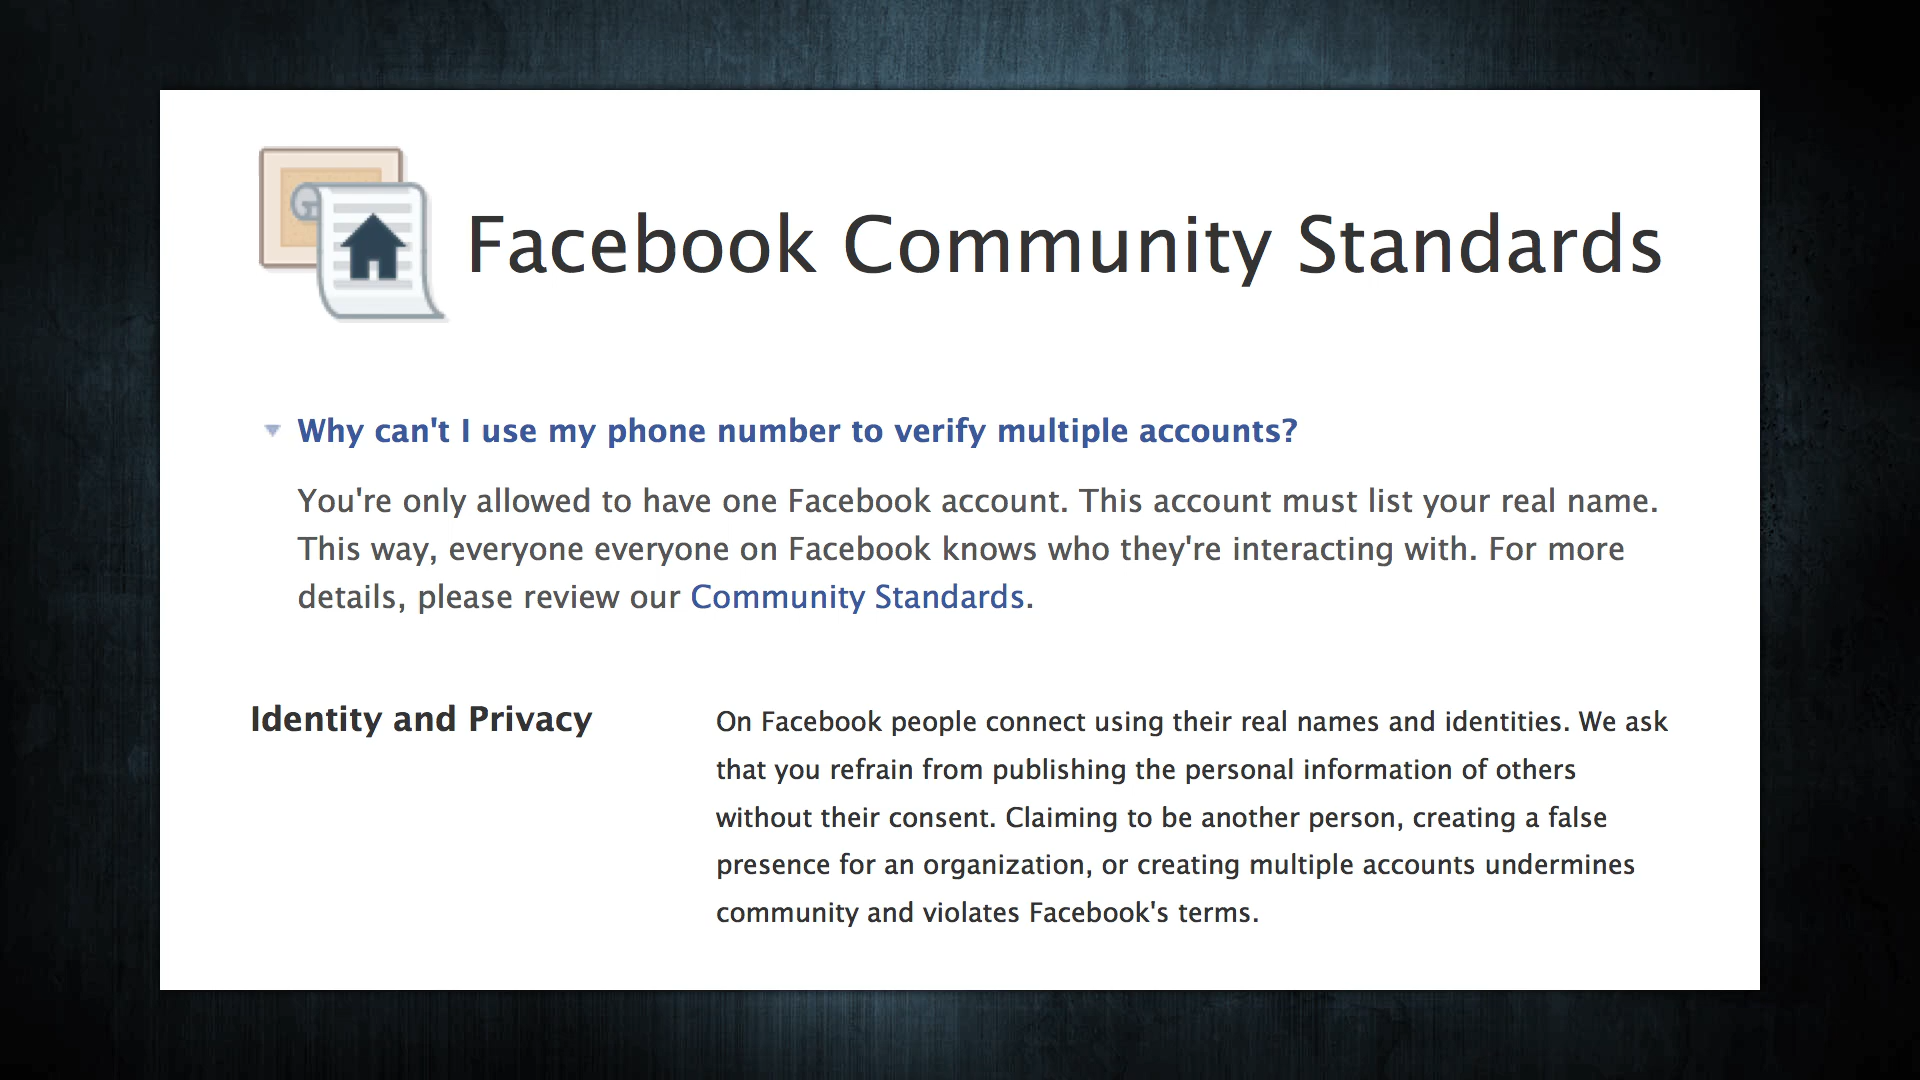 Facebook Community Standards
Why can't I use my phone number to verify multiple accounts?
You're only allowed to have one Facebook account. This account must list your real name.
This way, everyone everyone on Facebook knows who they're interacting with. For more
details, please review our Community Standards.
Identity and Privacy
On Facebook people connect using their real names and identities. We ask
that you refrain from publishing the personal information of others
without their consent. Claiming to be another person, creating a false
presence for an organization, or creating multiple accounts undermines
community and violates Facebook's terms.